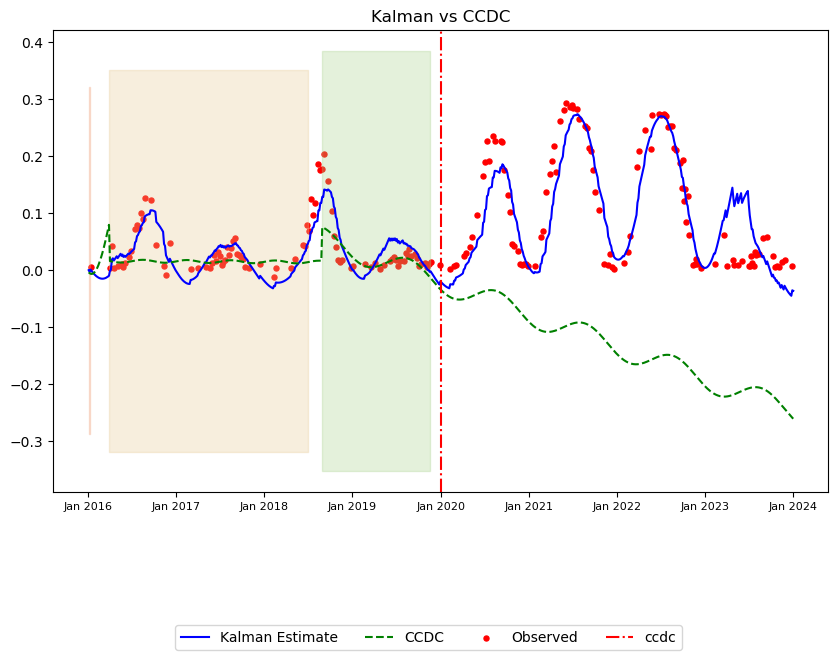 Kalman vs CCDC
0.4
0.3
0.2
0.1
0.0
−0.1
−0.2
−0.3
Jan 2016 Jan 2017 Jan 2018 Jan 2019 Jan 2020 Jan 2021 Jan 2022 Jan 2023 Jan 2024
Kalman Estimate CCDC Observed ccdc